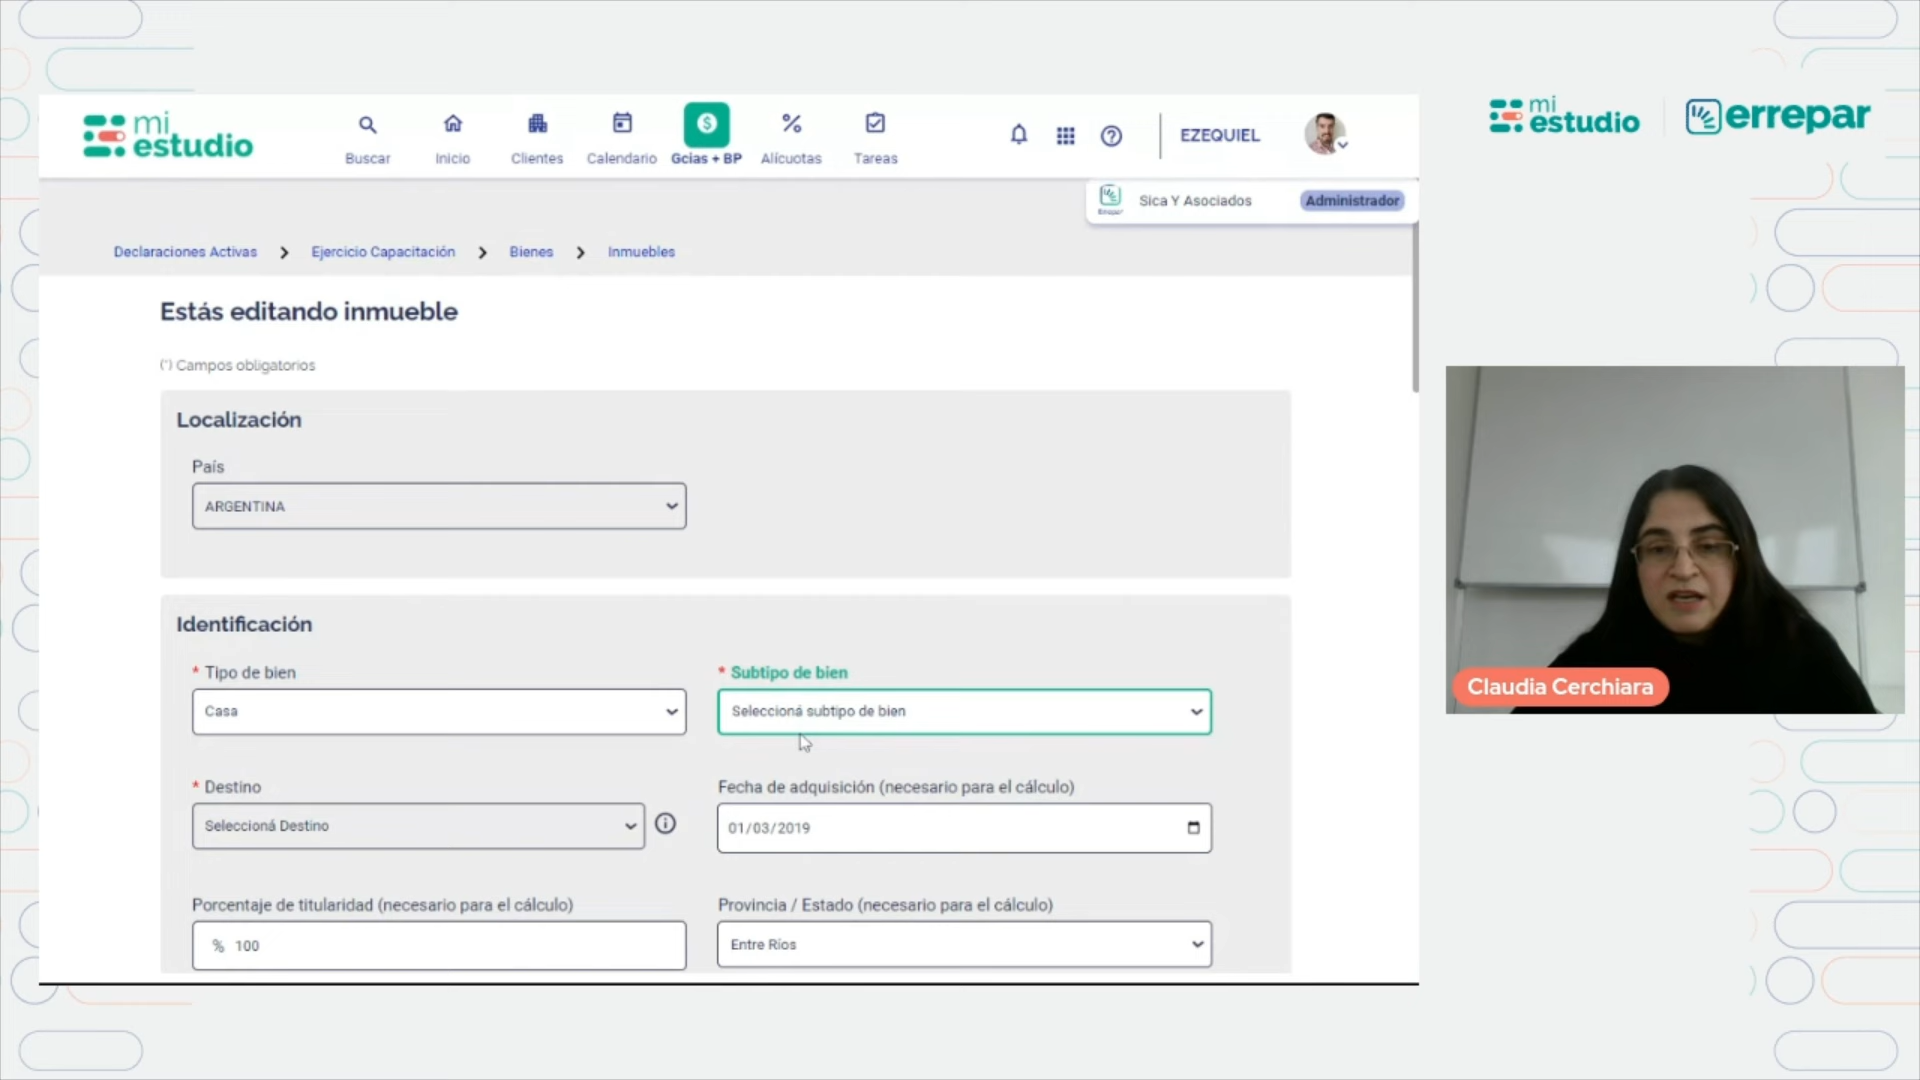 mi estudio
Buscar
Inicio
Clientes
Calendario
Gcias + BP
Alícuotas
Tareas
EZEQUIEL
Errepar
Sica Y Asociados
Administrador
Declaraciones Activas
Ejercicio Capacitación
Bienes
Inmuebles
Estás editando inmueble
(*) Campos obligatorios
Localización
País
ARGENTINA
Identificación
* Tipo de bien
* Subtipo de bien
Casa
Seleccioná subtipo de bien
* Destino
Fecha de adquisición (necesario para el cálculo)
Seleccioná Destino
01/03/2019
Porcentaje de titularidad (necesario para el cálculo)
Provincia / Estado (necesario para el cálculo)
% 100
Entre Ríos
mi estudio
errepar
Claudia Cerchiara